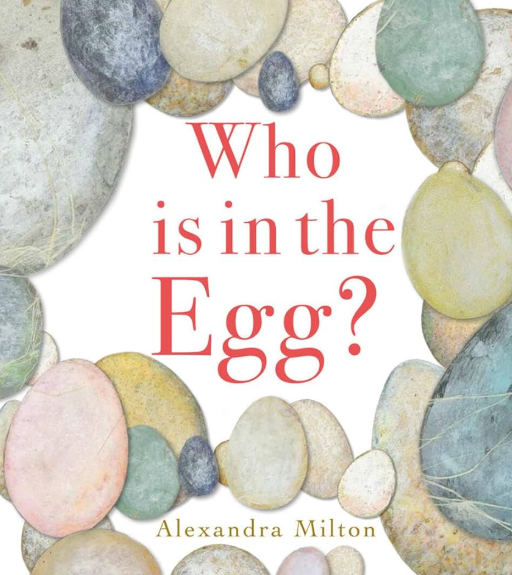 Who
is in the
Egg?
Alexandra Milton